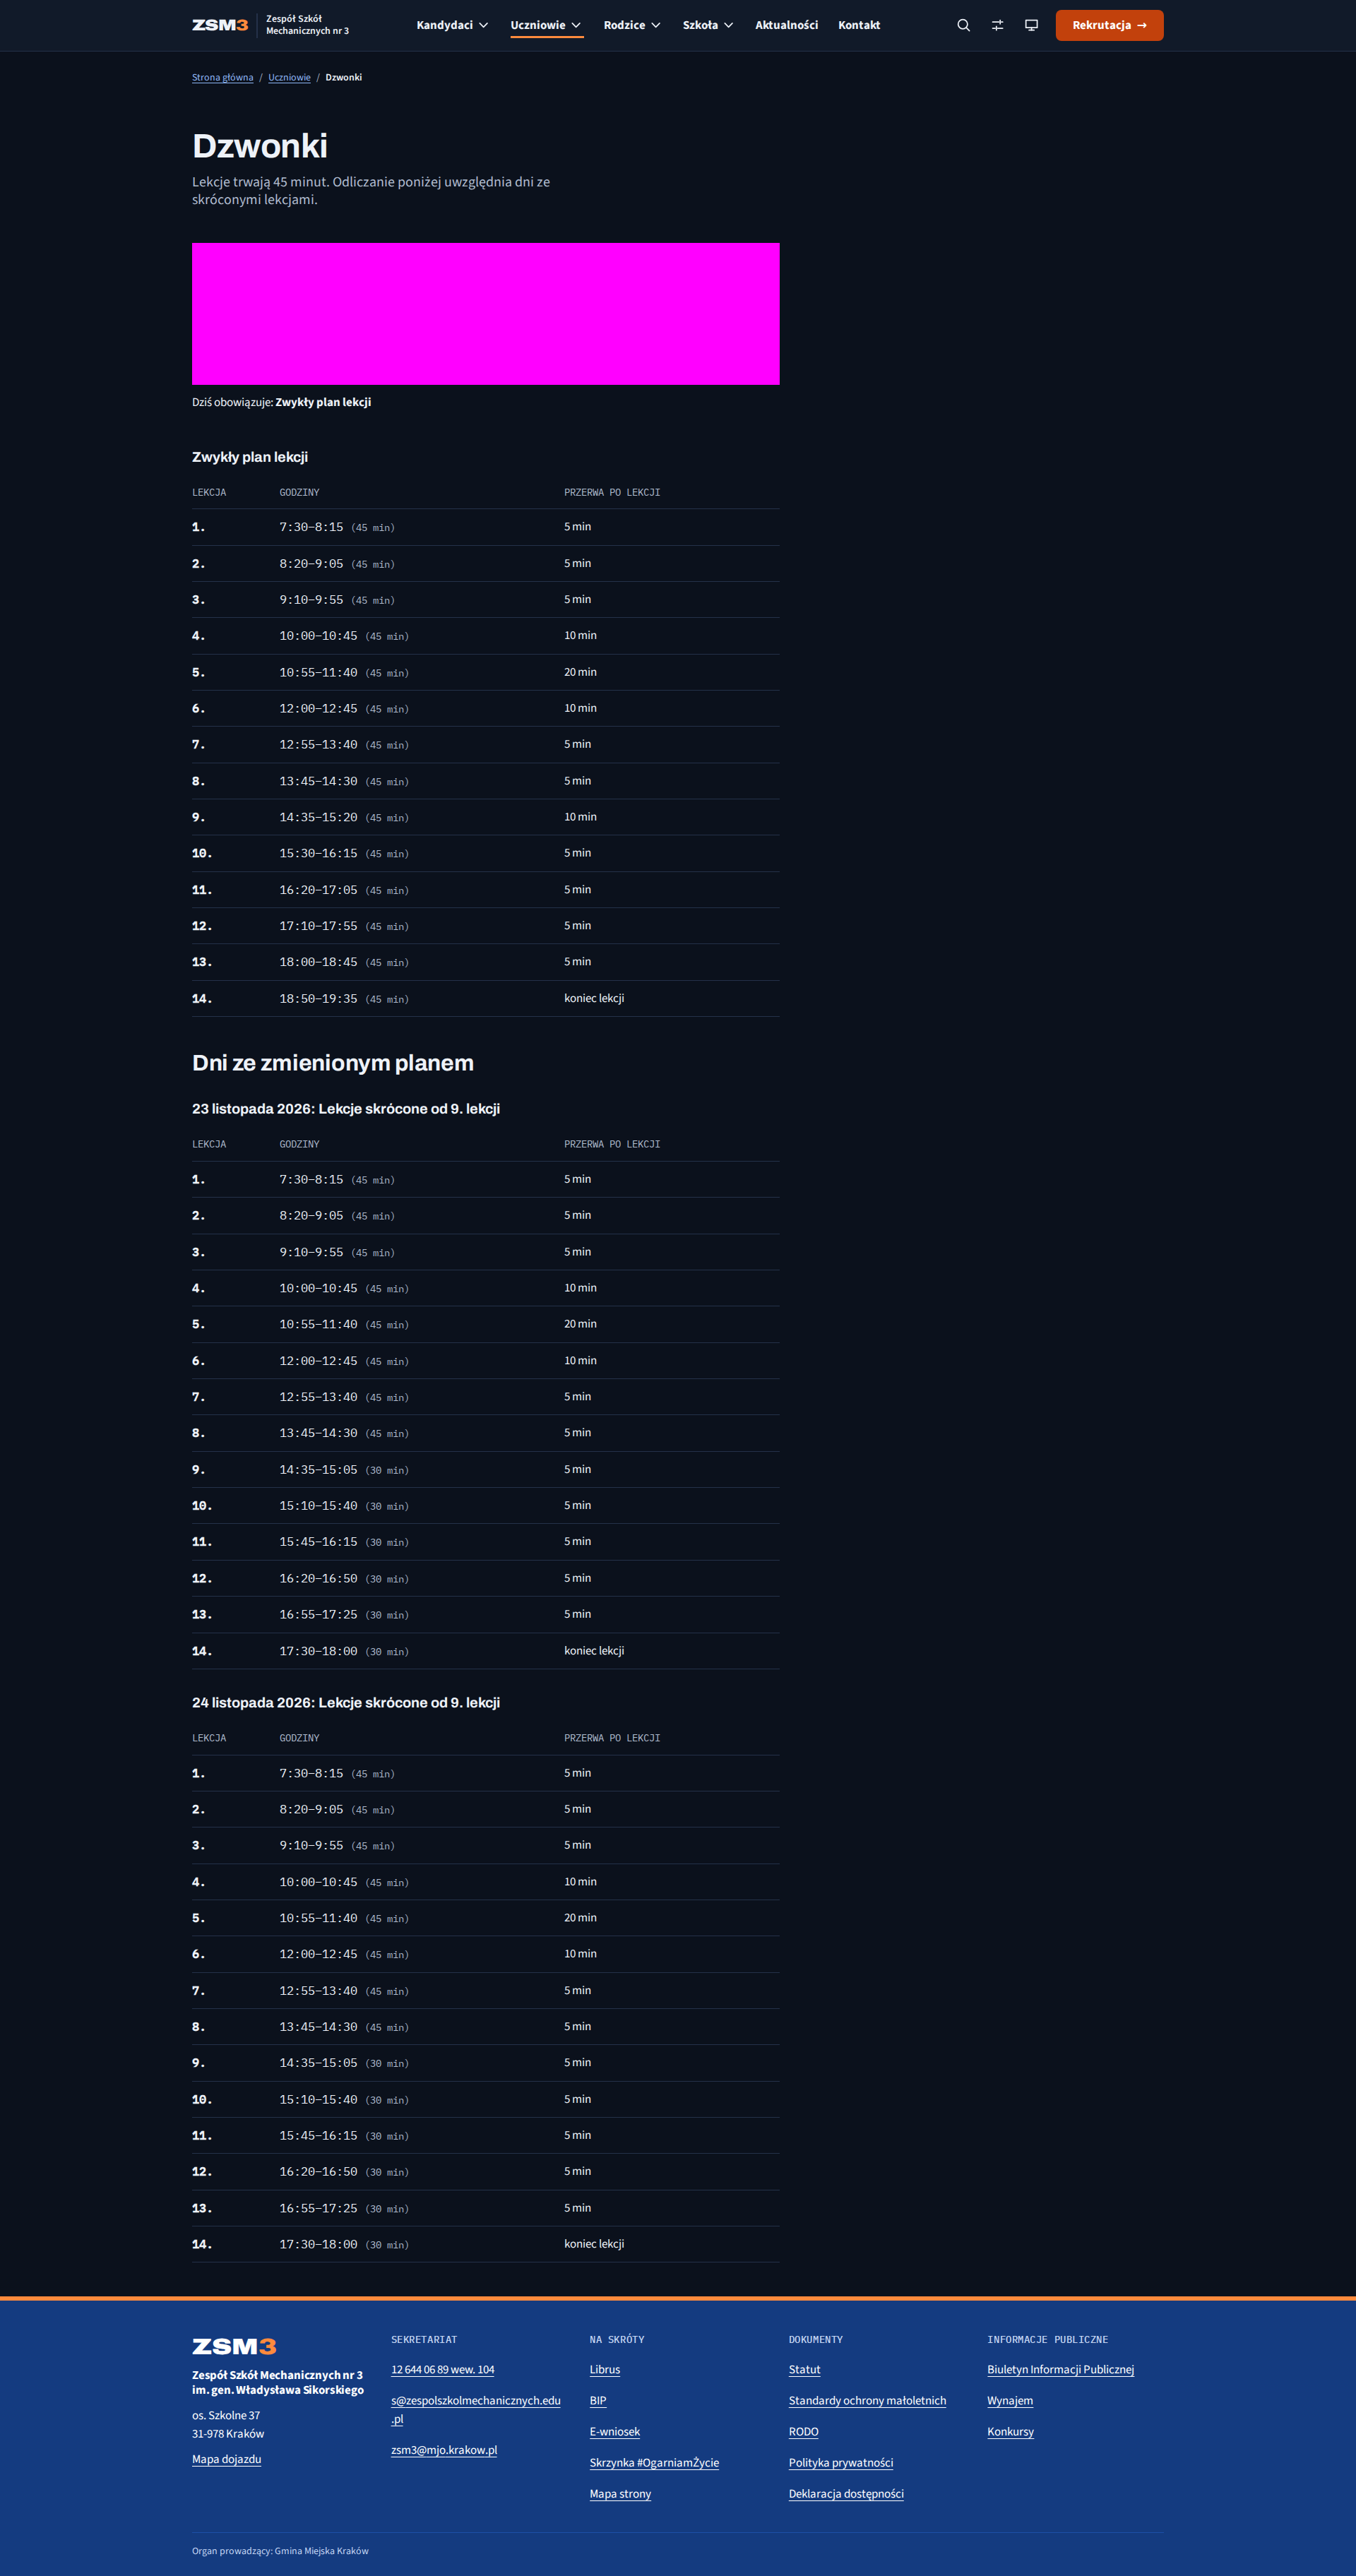 ZSM3
Zespół Szkół
Mechanicznych nr 3
Kandydaci
Uczniowie
Rodzice
Szkoła
Aktualności
Kontakt
Rekrutacja →
Strona główna / Uczniowie / Dzwonki
Dzwonki
Lekcje trwają 45 minut. Odliczanie poniżej uwzględnia dni ze
skróconymi lekcjami.
Dziś obowiązuje: Zwykły plan lekcji
Zwykły plan lekcji
LEKCJA GODZINY PRZERWA PO LEKCJI
1. 7:30–8:15 (45 min) 5 min
2. 8:20–9:05 (45 min) 5 min
3. 9:10–9:55 (45 min) 5 min
4. 10:00–10:45 (45 min) 10 min
5. 10:55–11:40 (45 min) 20 min
6. 12:00–12:45 (45 min) 10 min
7. 12:55–13:40 (45 min) 5 min
8. 13:45–14:30 (45 min) 5 min
9. 14:35–15:20 (45 min) 10 min
10. 15:30–16:15 (45 min) 5 min
11. 16:20–17:05 (45 min) 5 min
12. 17:10–17:55 (45 min) 5 min
13. 18:00–18:45 (45 min) 5 min
14. 18:50–19:35 (45 min) koniec lekcji
Dni ze zmienionym planem
23 listopada 2026: Lekcje skrócone od 9. lekcji
LEKCJA GODZINY PRZERWA PO LEKCJI
1. 7:30–8:15 (45 min) 5 min
2. 8:20–9:05 (45 min) 5 min
3. 9:10–9:55 (45 min) 5 min
4. 10:00–10:45 (45 min) 10 min
5. 10:55–11:40 (45 min) 20 min
6. 12:00–12:45 (45 min) 10 min
7. 12:55–13:40 (45 min) 5 min
8. 13:45–14:30 (45 min) 5 min
9. 14:35–15:05 (30 min) 5 min
10. 15:10–15:40 (30 min) 5 min
11. 15:45–16:15 (30 min) 5 min
12. 16:20–16:50 (30 min) 5 min
13. 16:55–17:25 (30 min) 5 min
14. 17:30–18:00 (30 min) koniec lekcji
24 listopada 2026: Lekcje skrócone od 9. lekcji
LEKCJA GODZINY PRZERWA PO LEKCJI
1. 7:30–8:15 (45 min) 5 min
2. 8:20–9:05 (45 min) 5 min
3. 9:10–9:55 (45 min) 5 min
4. 10:00–10:45 (45 min) 10 min
5. 10:55–11:40 (45 min) 20 min
6. 12:00–12:45 (45 min) 10 min
7. 12:55–13:40 (45 min) 5 min
8. 13:45–14:30 (45 min) 5 min
9. 14:35–15:05 (30 min) 5 min
10. 15:10–15:40 (30 min) 5 min
11. 15:45–16:15 (30 min) 5 min
12. 16:20–16:50 (30 min) 5 min
13. 16:55–17:25 (30 min) 5 min
14. 17:30–18:00 (30 min) koniec lekcji
ZSM3
Zespół Szkół Mechanicznych nr 3
im. gen. Władysława Sikorskiego
os. Szkolne 37
31-978 Kraków
Mapa dojazdu
SEKRETARIAT
12 644 06 89 wew. 104
s@zespolszkolmechanicznych.edu
.pl
zsm3@mjo.krakow.pl
NA SKRÓTY
Librus
BIP
E-wniosek
Skrzynka #OgarniamŻycie
Mapa strony
DOKUMENTY
Statut
Standardy ochrony małoletnich
RODO
Polityka prywatności
Deklaracja dostępności
INFORMACJE PUBLICZNE
Biuletyn Informacji Publicznej
Wynajem
Konkursy
Organ prowadzący: Gmina Miejska Kraków